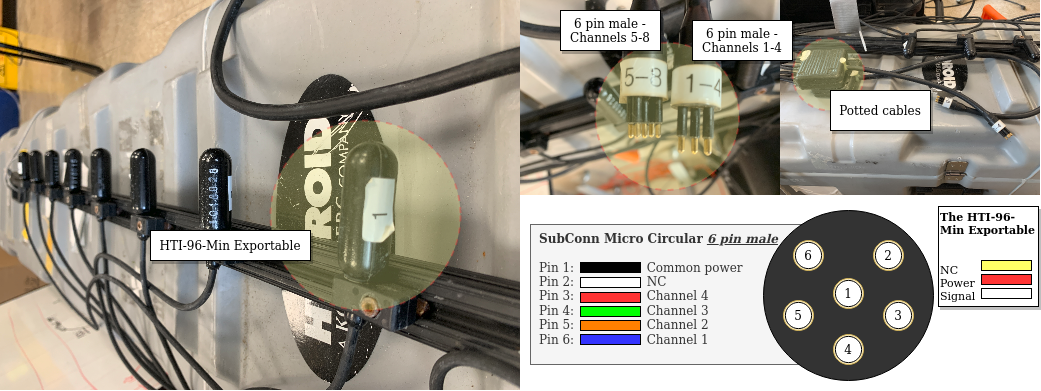 ROID
COMPANY
1
HTI-96-Min Exportable
6 pin male -
Channels 5-8
6 pin male -
Channels 1-4
5-8
1-4
ROID
Potted cables
SubConn Micro Circular 6 pin male
Pin 1: Common power
Pin 2: NC
Pin 3: Channel 4
Pin 4: Channel 3
Pin 5: Channel 2
Pin 6: Channel 1
6
2
1
5
3
4
The HTI-96-
Min Exportable
NC
Power
Signal